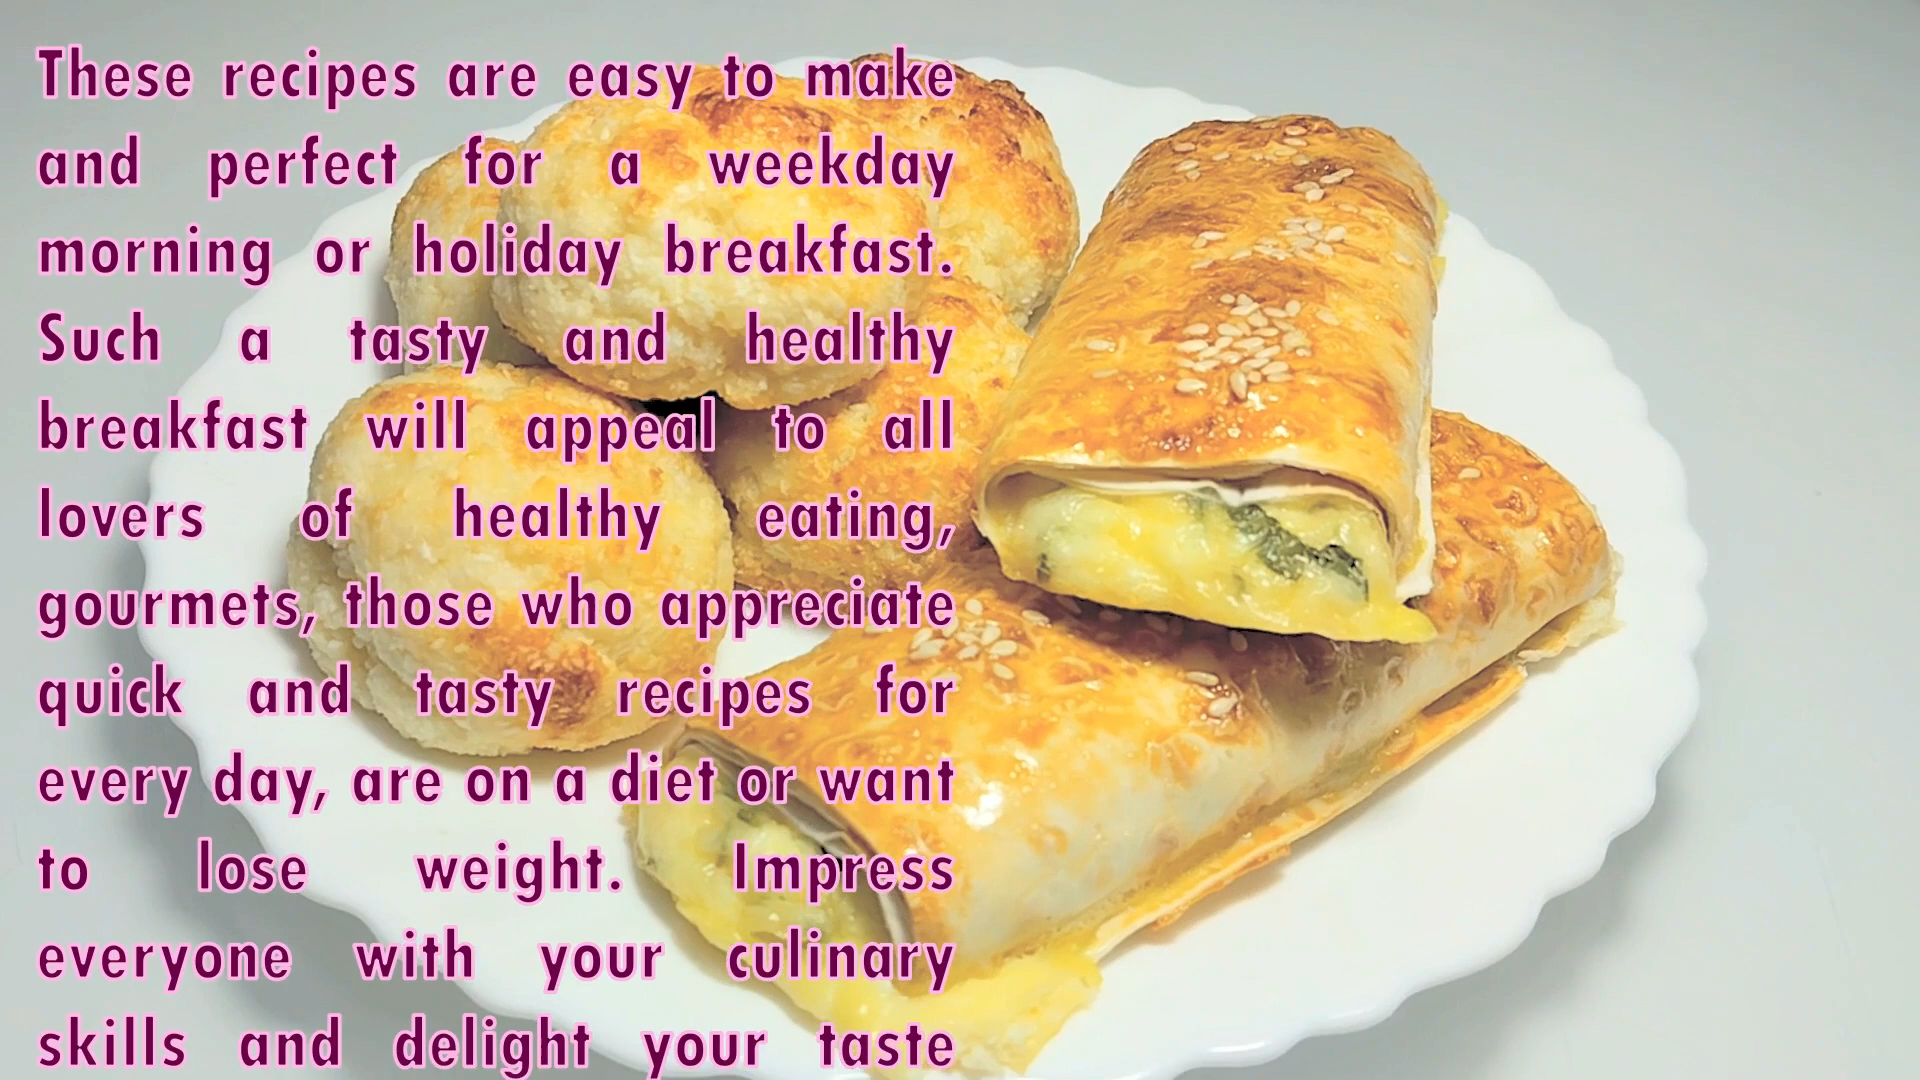 These recipes are easy to make
and perfect for a weekday
morning or holiday breakfast.
Such a tasty and healthy
breakfast will appeal to all
lovers of healthy eating,
gourmets, those who appreciate
quick and tasty recipes for
every day, are on a diet or want
to lose weight. Impress
everyone with your culinary
skills and delight your taste